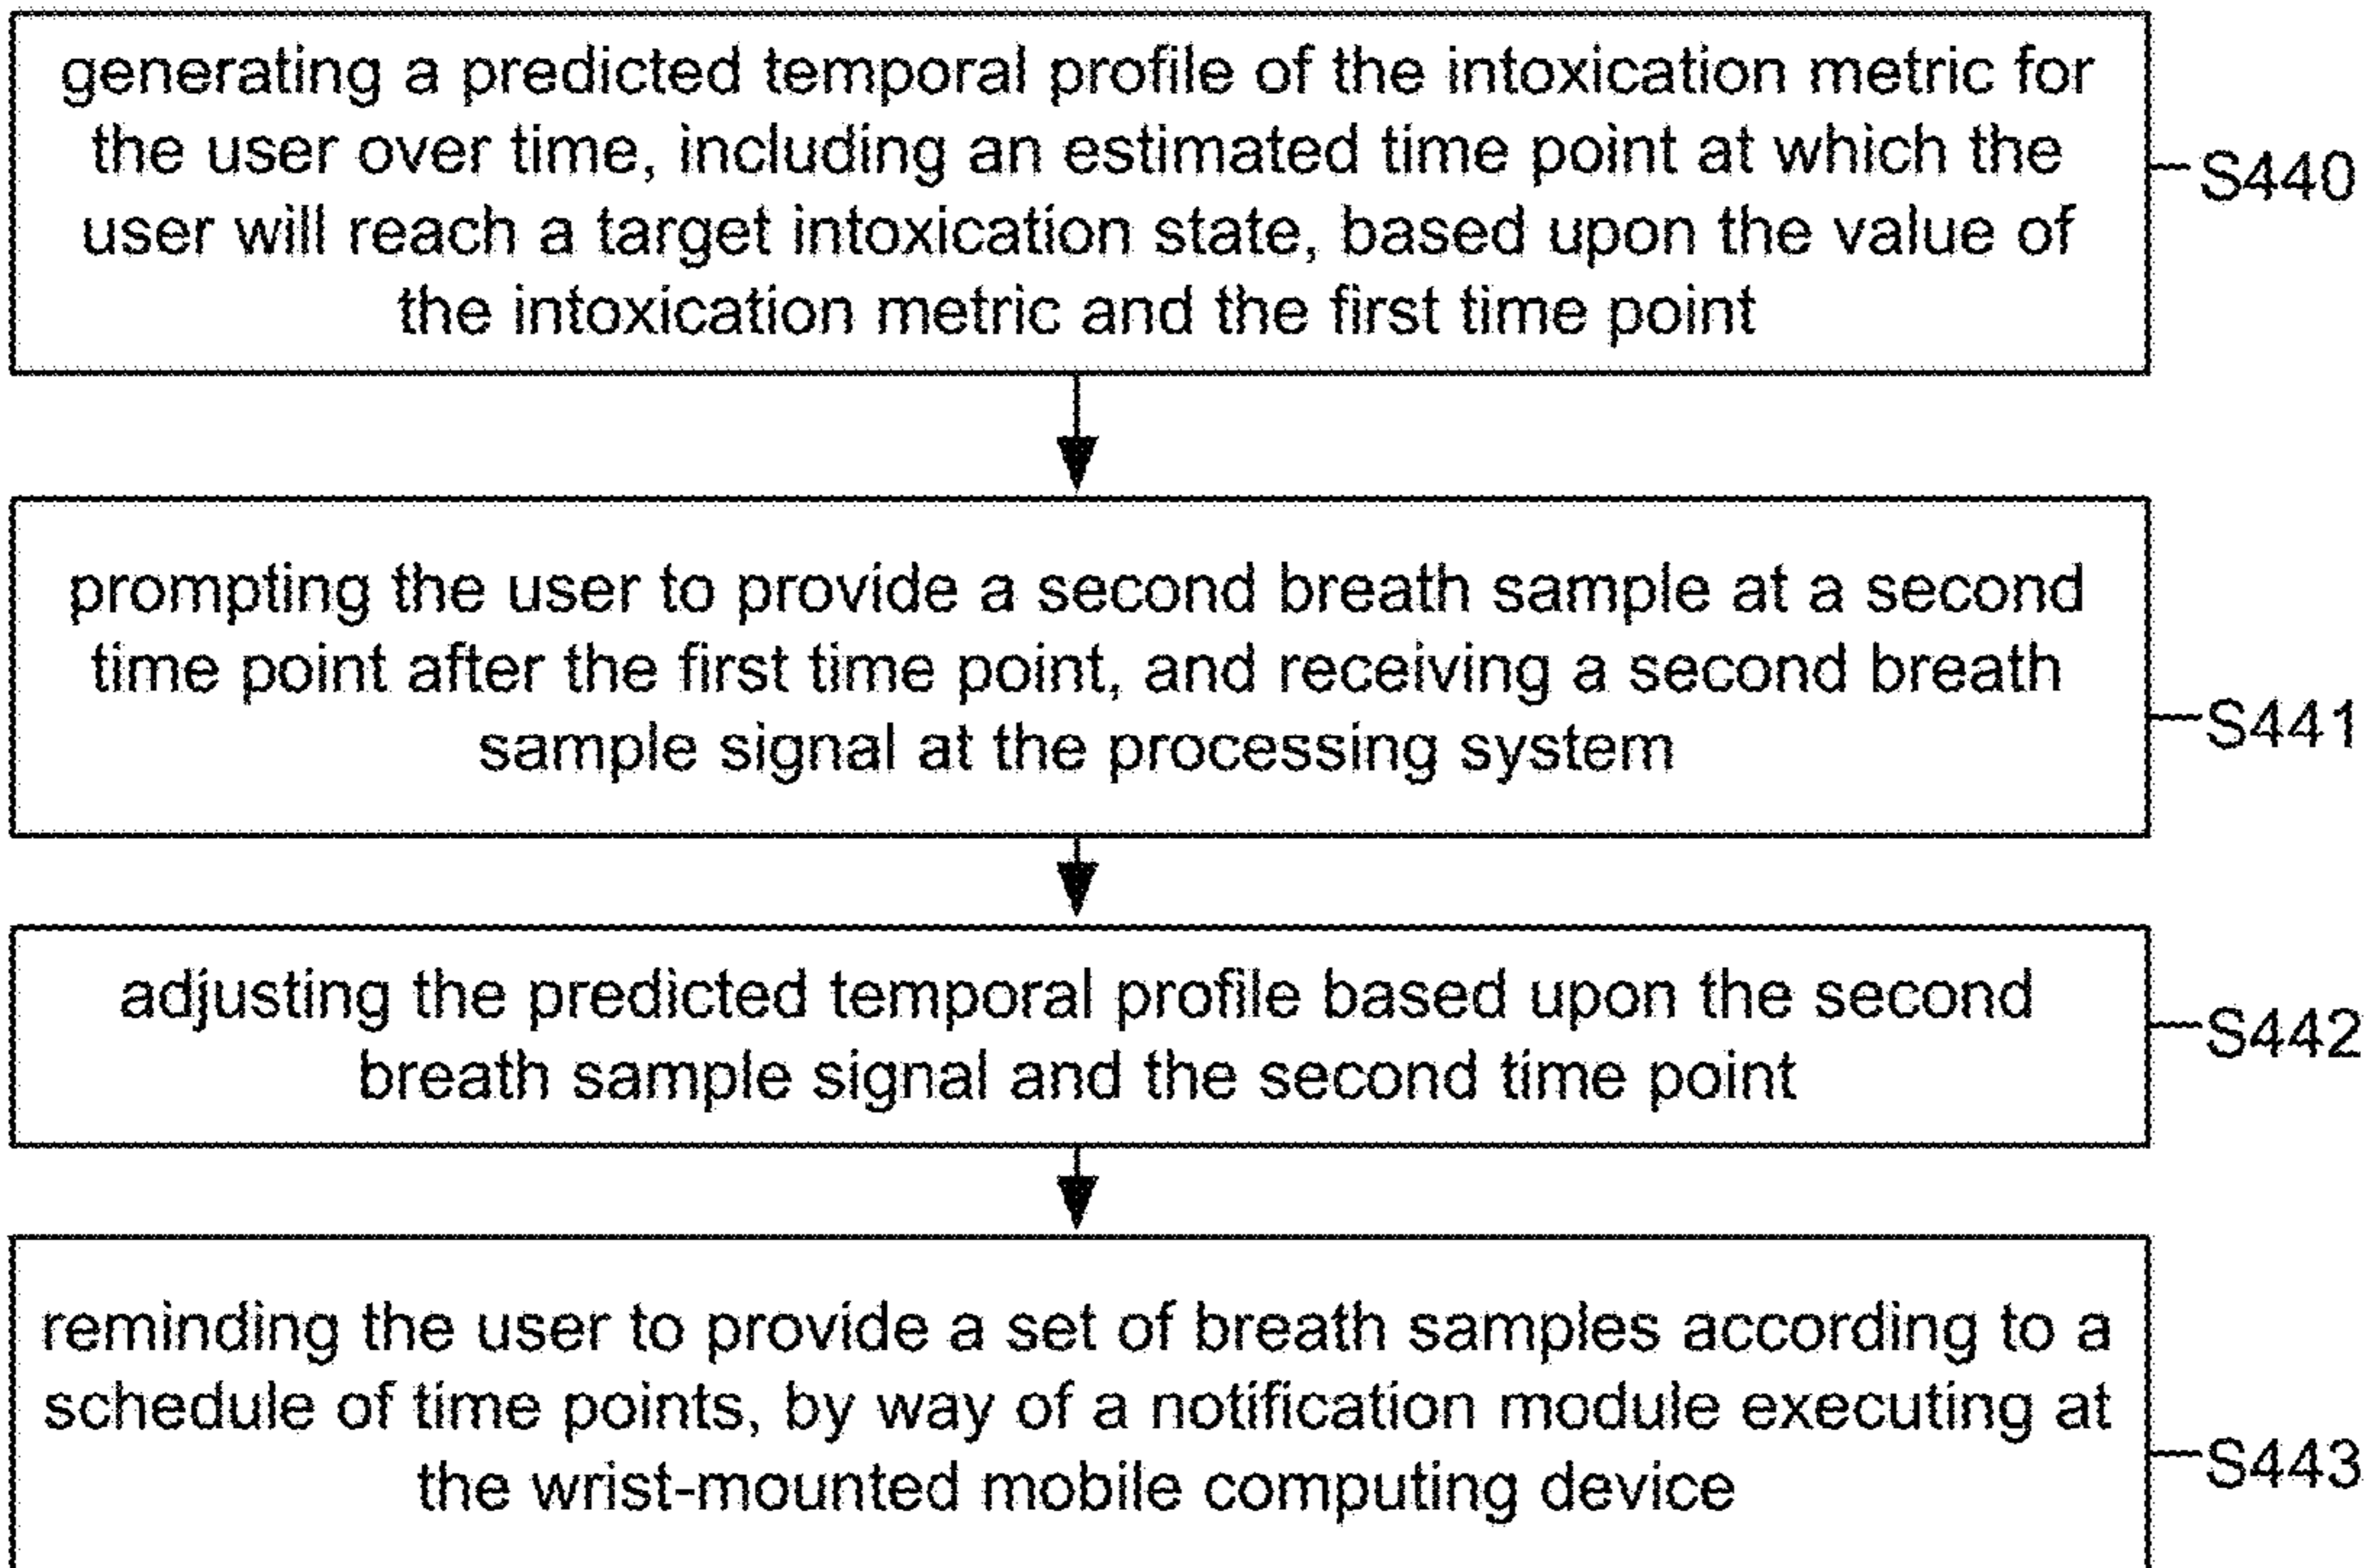 generating a predicted temporal profile of the intoxication metric for
the user over time, including an estimated time point at which the
user will reach a target intoxication state, based upon the value of
the intoxication metric and the first time point
S440
prompting the user to provide a second breath sample at a second
time point after the first time point, and receiving a second breath
sample signal at the processing system
S441
adjusting the predicted temporal profile based upon the second
breath sample signal and the second time point
S442
reminding the user to provide a set of breath samples according to a
schedule of time points, by way of a notification module executing at
the wrist-mounted mobile computing device
S443